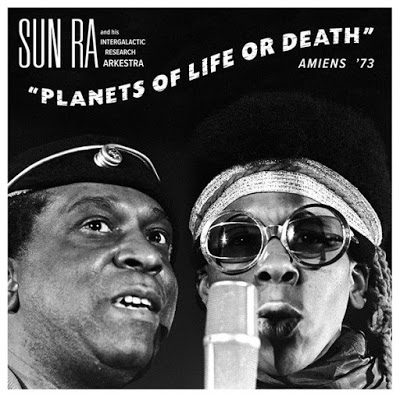 SUN RA
and his
INTERGALACTIC
RESEARCH
ARKESTRA
"PLANETS OF LIFE OR DEATH"
AMIENS '73